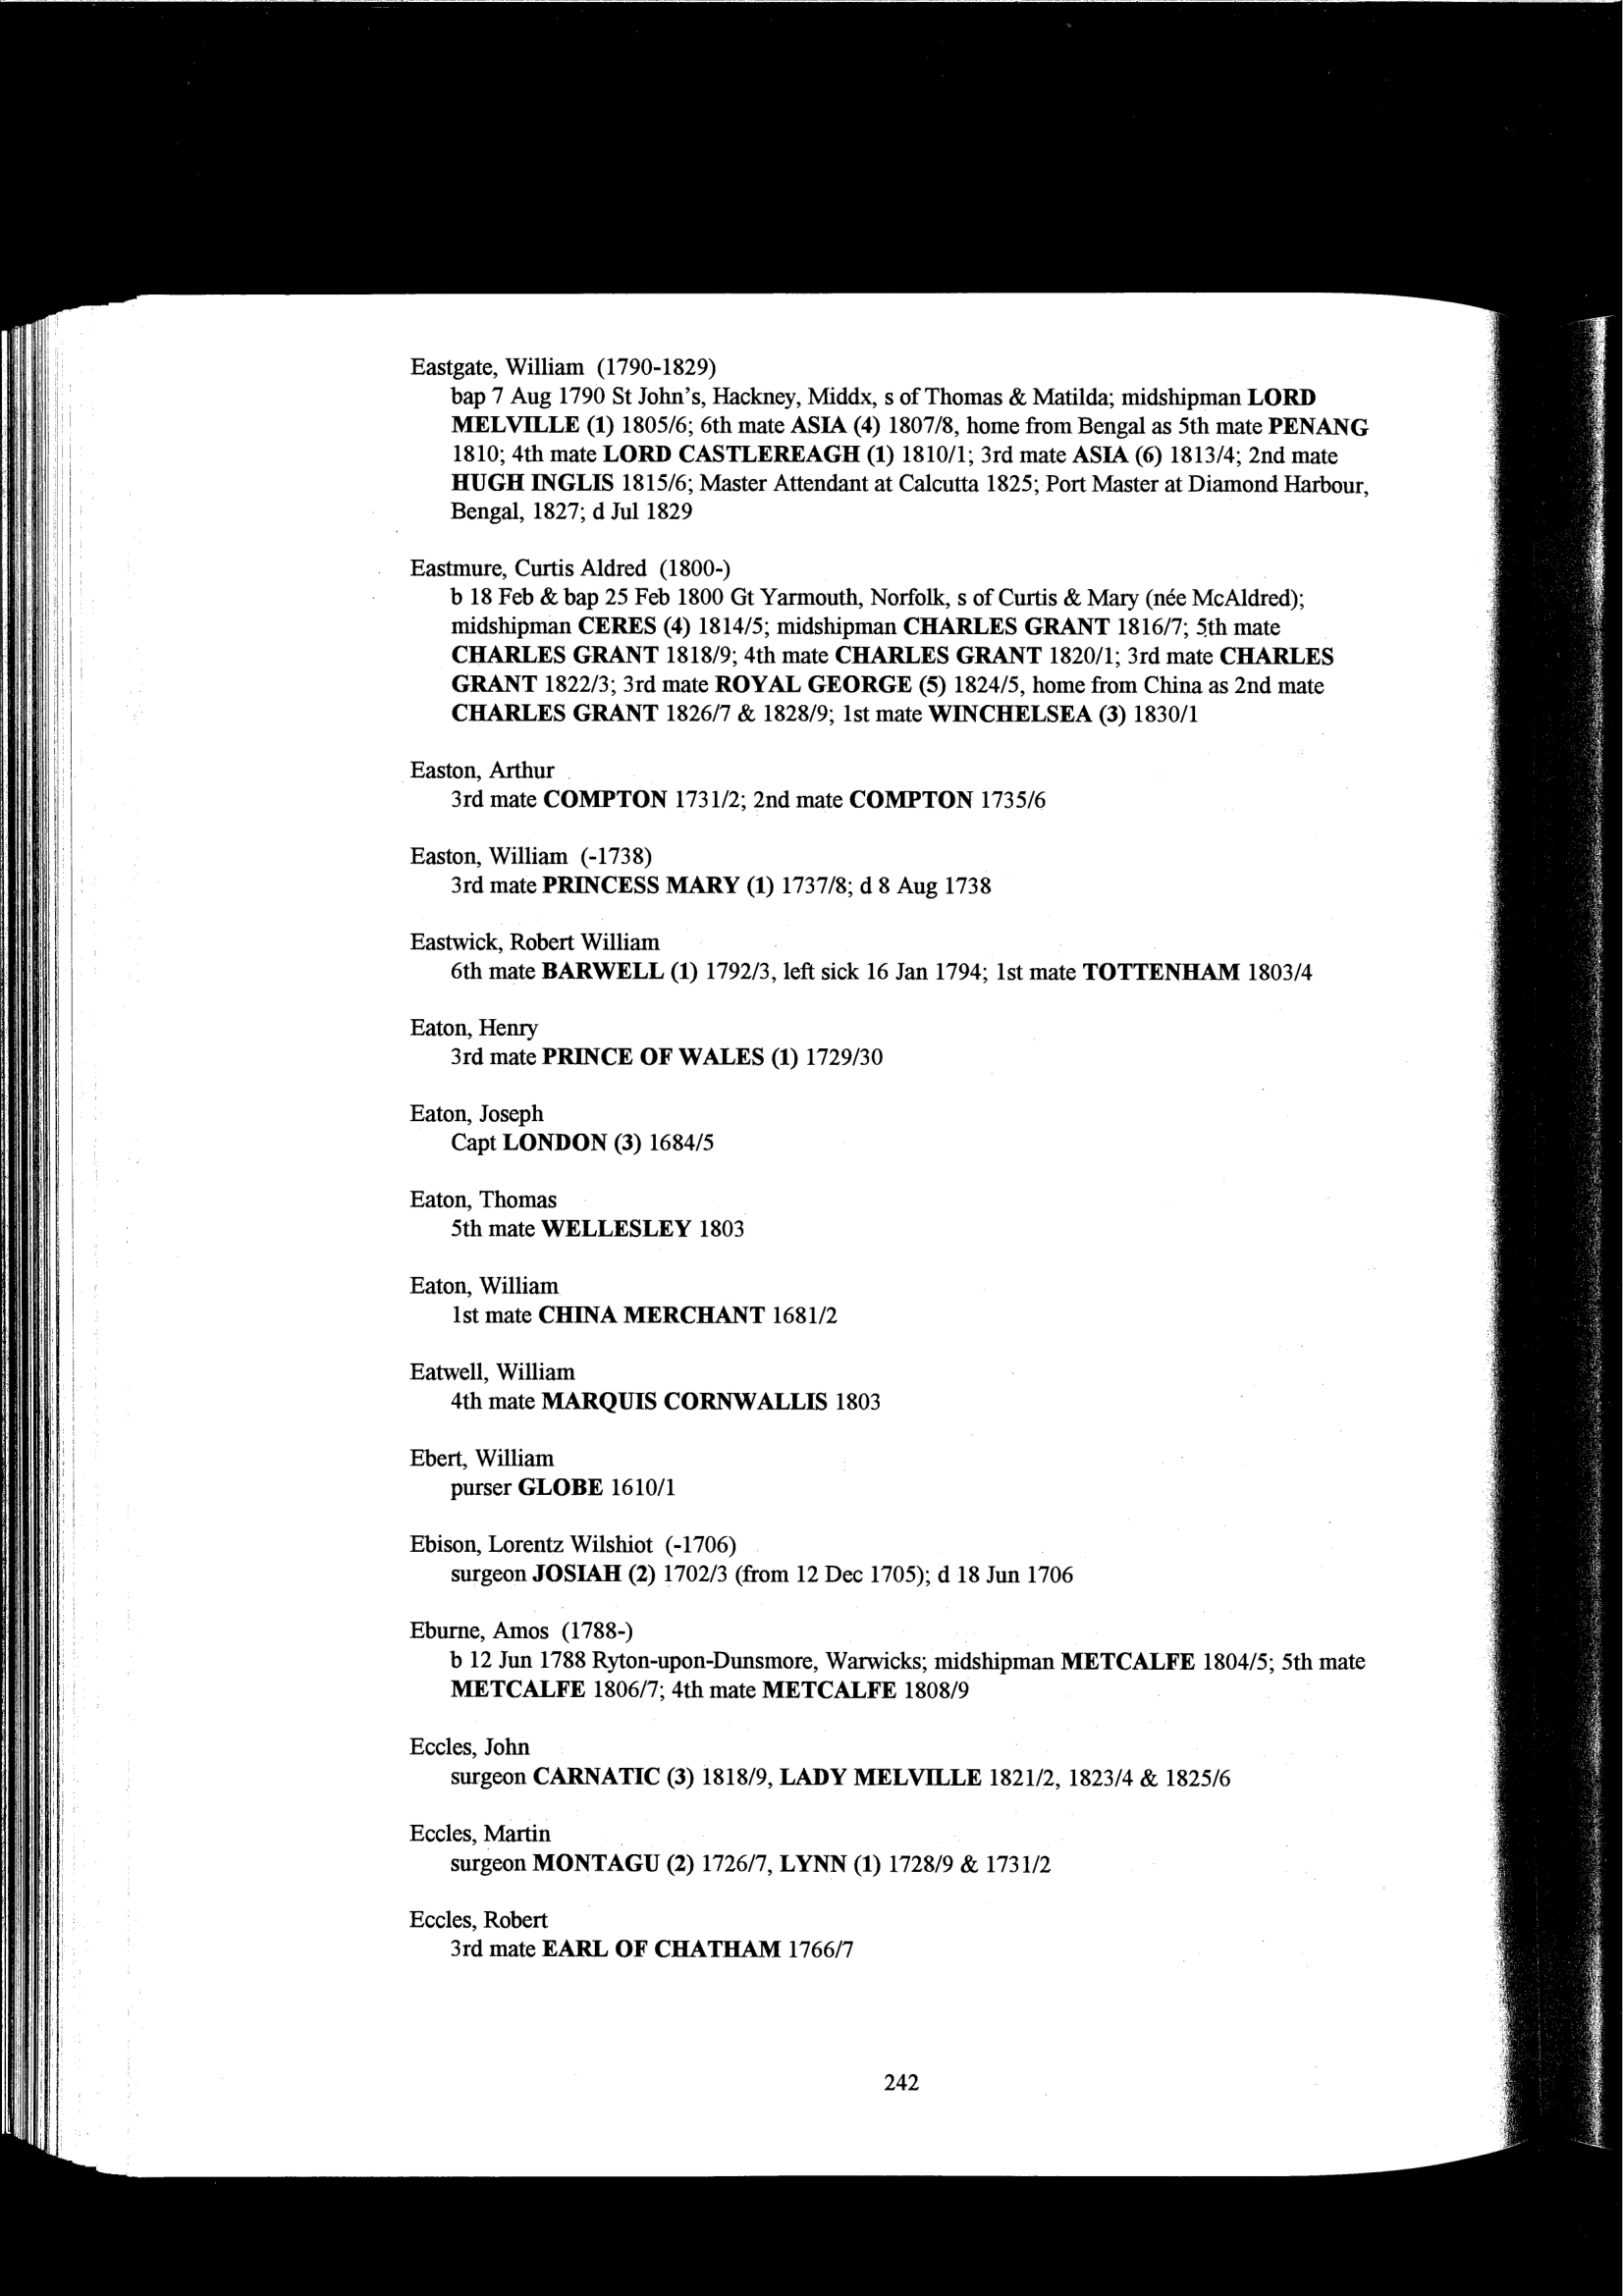 Eastgate, William (1790-1829)
bap 7 Aug 1790 St John's, Hackney, Middx, s of Thomas & Matilda; midshipman LORD
MELVILLE (1) 1805/6; 6th mate ASIA (4) 1807/8, home from Bengal as 5th mate PENANG
1810; 4th mate LORD CASTLEREAGH (1) 1810/1; 3rd mate ASIA (6) 1813/4; 2nd mate
HUGH INGLIS 1815/6; Master Attendant at Calcutta 1825; Port Master at Diamond Harbour,
Bengal, 1827; d Jul 1829
Eastmure, Curtis Aldred (1800-)
b 18 Feb & bap 25 Feb 1800 Gt Yarmouth, Norfolk, s of Curtis & Mary (née McAldred);
midshipman CERES (4) 1814/5; midshipman CHARLES GRANT 1816/7; 5th mate
CHARLES GRANT 1818/9; 4th mate CHARLES GRANT 1820/1; 3rd mate CHARLES
GRANT 1822/3; 3rd mate ROYAL GEORGE (5) 1824/5, home from China as 2nd mate
CHARLES GRANT 1826/7 & 1828/9; 1st mate WINCHELSEA (3) 1830/1
Easton, Arthur
3rd mate COMPTON 1731/2; 2nd mate COMPTON 1735/6
Easton, William (-1738)
3rd mate PRINCESS MARY (1) 1737/8; d 8 Aug 1738
Eastwick, Robert William
6th mate BARWELL (1) 1792/3, left sick 16 Jan 1794; 1st mate TOTTENHAM 1803/4
Eaton, Henry
3rd mate PRINCE OF WALES (1) 1729/30
Eaton, Joseph
Capt LONDON (3) 1684/5
Eaton, Thomas
5th mate WELLESLEY 1803
Eaton, William
1st mate CHINA MERCHANT 1681/2
Eatwell, William
4th mate MARQUIS CORNWALLIS 1803
Ebert, William
purser GLOBE 1610/1
Ebison, Lorentz Wilshiot (-1706)
surgeon JOSIAH (2) 1702/3 (from 12 Dec 1705); d 18 Jun 1706
Eburne, Amos (1788-)
b 12 Jun 1788 Ryton-upon-Dunsmore, Warwicks; midshipman METCALFE 1804/5; 5th mate
METCALFE 1806/7; 4th mate METCALFE 1808/9
Eccles, John
surgeon CARNATIC (3) 1818/9, LADY MELVILLE 1821/2, 1823/4 & 1825/6
Eccles, Martin
surgeon MONTAGU (2) 1726/7, LYNN (1) 1728/9 & 1731/2
Eccles, Robert
3rd mate EARL OF CHATHAM 1766/7
242